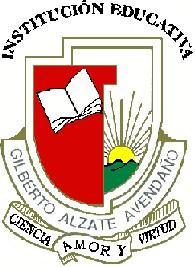 INSTITUCIÓN EDUCATIVA
GILBERTO ALZATE AVENDAÑO
CIENCIA AMOR Y VIRTUD